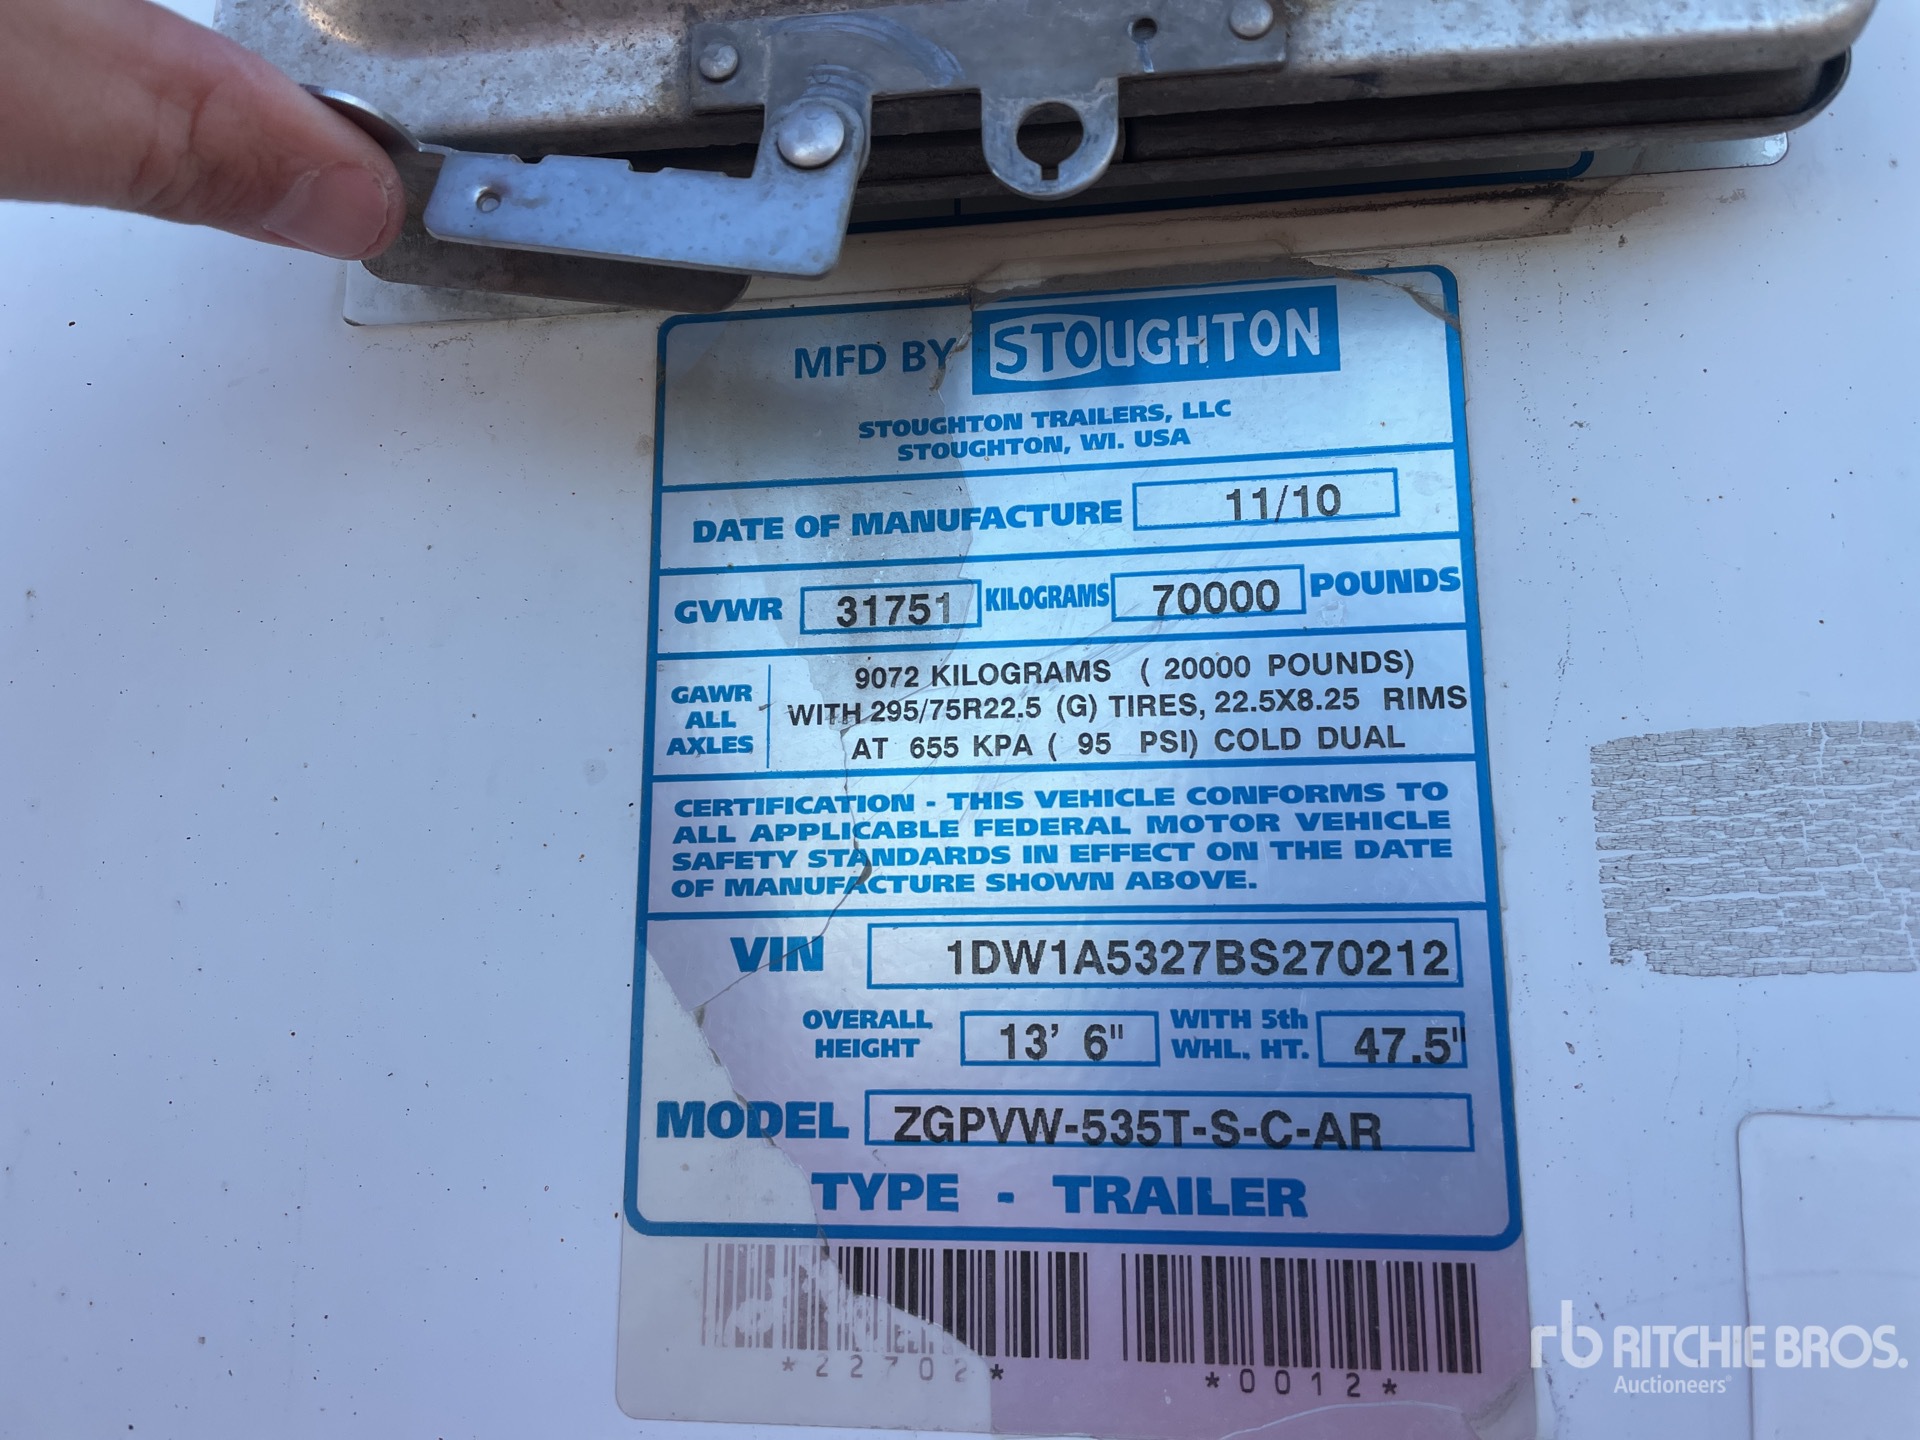 MFD BY STOUGHTON
STOUGHTON TRAILERS, LLC
STOUGHTON, WI. USA
DATE OF MANUFACTURE 11/10
GVWR 31751 KILOGRAMS 70000 POUNDS
GAWR ALL AXLES
9072 KILOGRAMS ( 20000 POUNDS)
WITH 295/75R22.5 (G) TIRES, 22.5X8.25 RIMS
AT 655 KPA ( 95 PSI) COLD DUAL
CERTIFICATION - THIS VEHICLE CONFORMS TO
ALL APPLICABLE FEDERAL MOTOR VEHICLE
SAFETY STANDARDS IN EFFECT ON THE DATE
OF MANUFACTURE SHOWN ABOVE.
VIN 1DW1A5327BS270212
OVERALL HEIGHT 13' 6" WITH 5th WHL. HT. 47.5"
MODEL ZGPVW-535T-S-C-AR
TYPE - TRAILER
*22702* *0012*
rb RITCHIE BROS.
Auctioneers